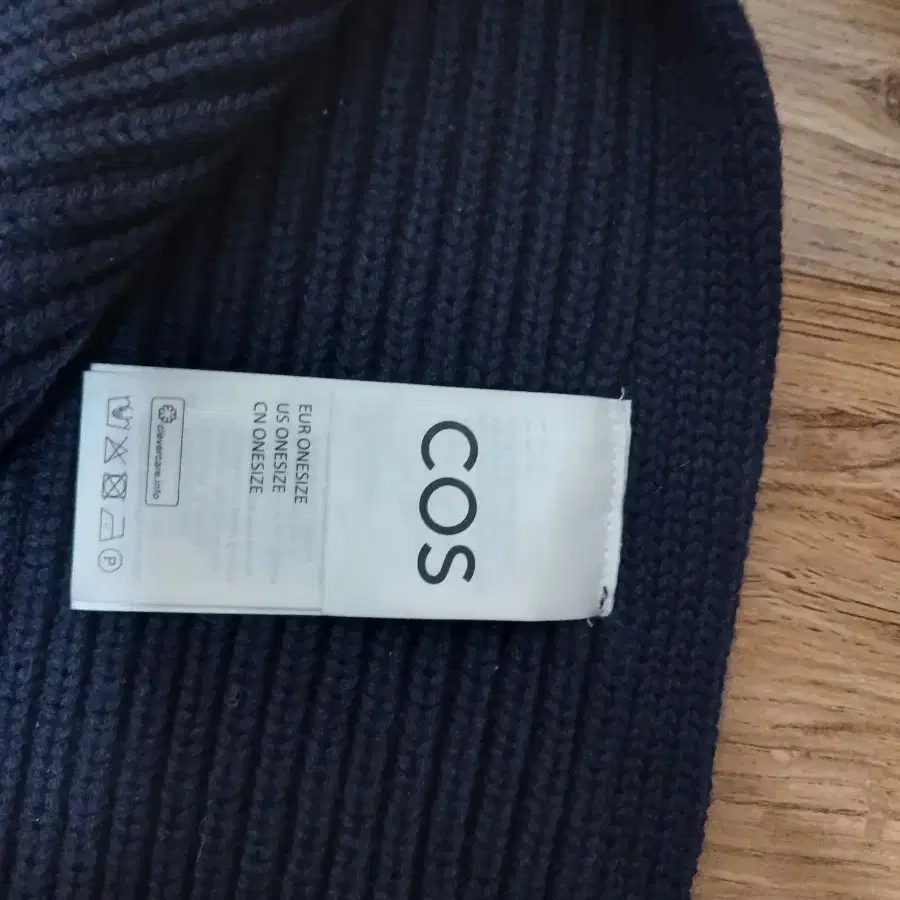 COS
EUR ONESIZE
US ONESIZE
CN ONESIZE
clevercare.info
P